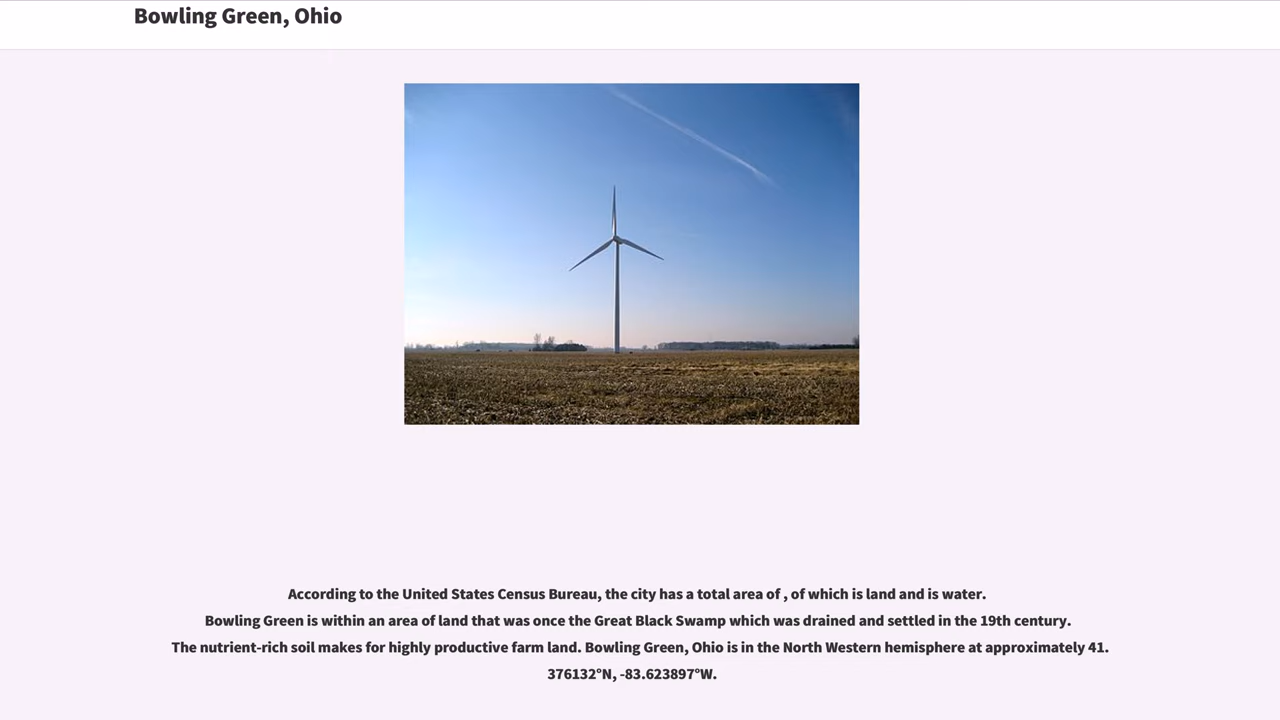 Bowling Green, Ohio
According to the United States Census Bureau, the city has a total area of , of which is land and is water.
Bowling Green is within an area of land that was once the Great Black Swamp which was drained and settled in the 19th century.
The nutrient-rich soil makes for highly productive farm land. Bowling Green, Ohio is in the North Western hemisphere at approximately 41.
376132°N, -83.623897°W.